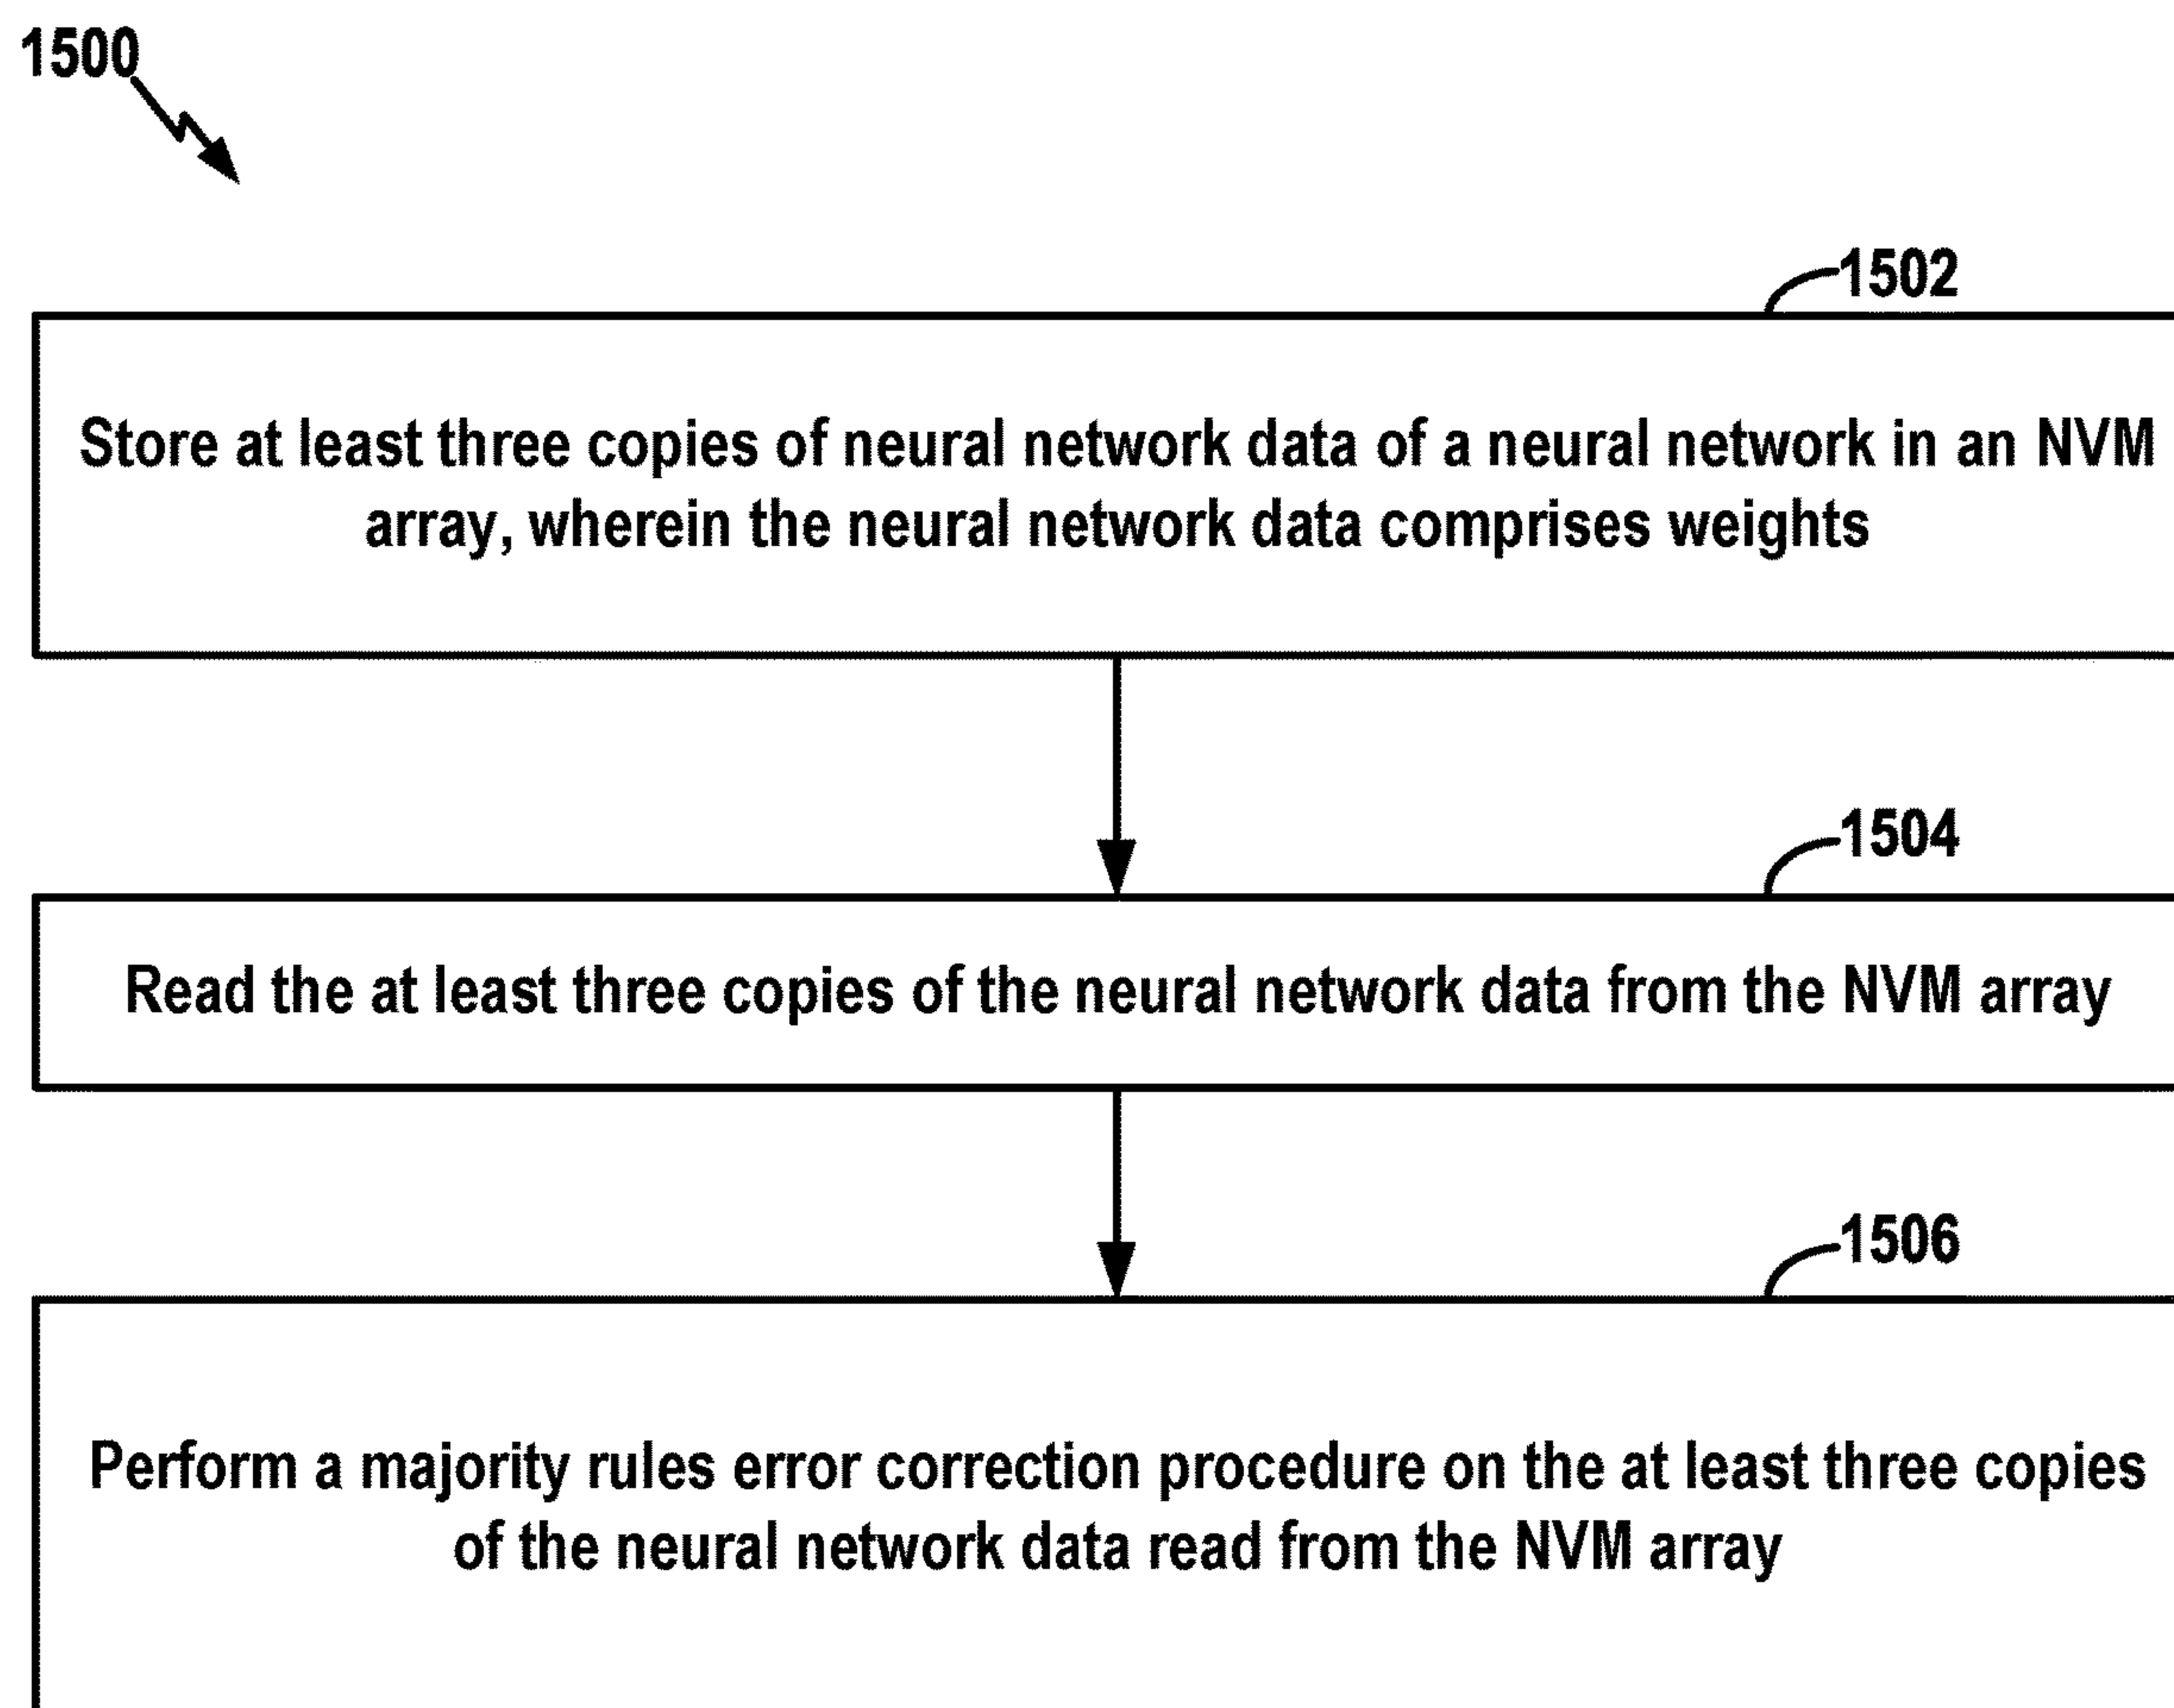 1500
1502
Store at least three copies of neural network data of a neural network in an NVM
array, wherein the neural network data comprises weights
1504
Read the at least three copies of the neural network data from the NVM array
1506
Perform a majority rules error correction procedure on the at least three copies
of the neural network data read from the NVM array